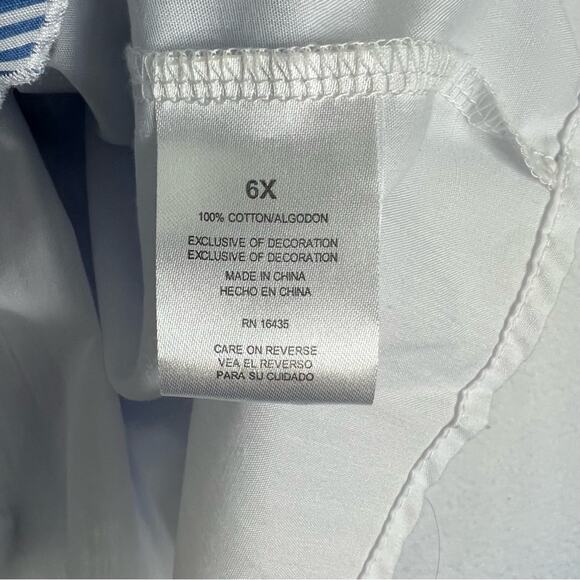 6X
100% COTTON/ALGODON
EXCLUSIVE OF DECORATION
EXCLUSIVE OF DECORATION
MADE IN CHINA
HECHO EN CHINA
RN 16435
CARE ON REVERSE
VEA EL REVERSO
PARA SU CUIDADO